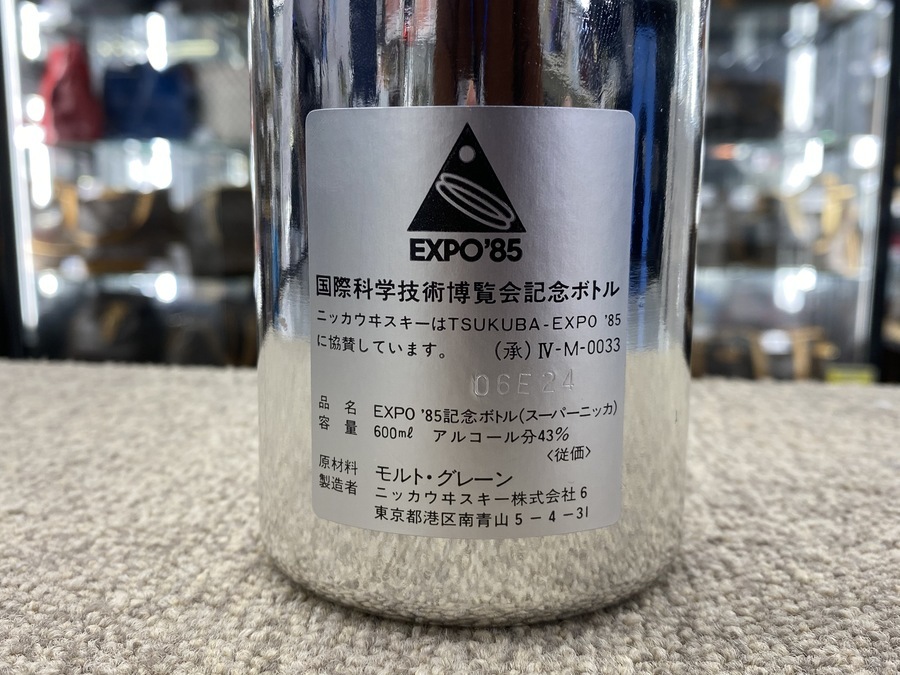 EXPO'85
国際科学技術博覧会記念ボトル
ニッカウヰスキーはTSUKUBA-EXPO '85
に協賛しています。 (承)Ⅳ-M-0033
06E24
品名 EXPO '85記念ボトル(スーパーニッカ)
容量 600㎖ アルコール分43%
〈従価〉
原材料 モルト・グレーン
製造者 ニッカウヰスキー株式会社6
東京都港区南青山5-4-31